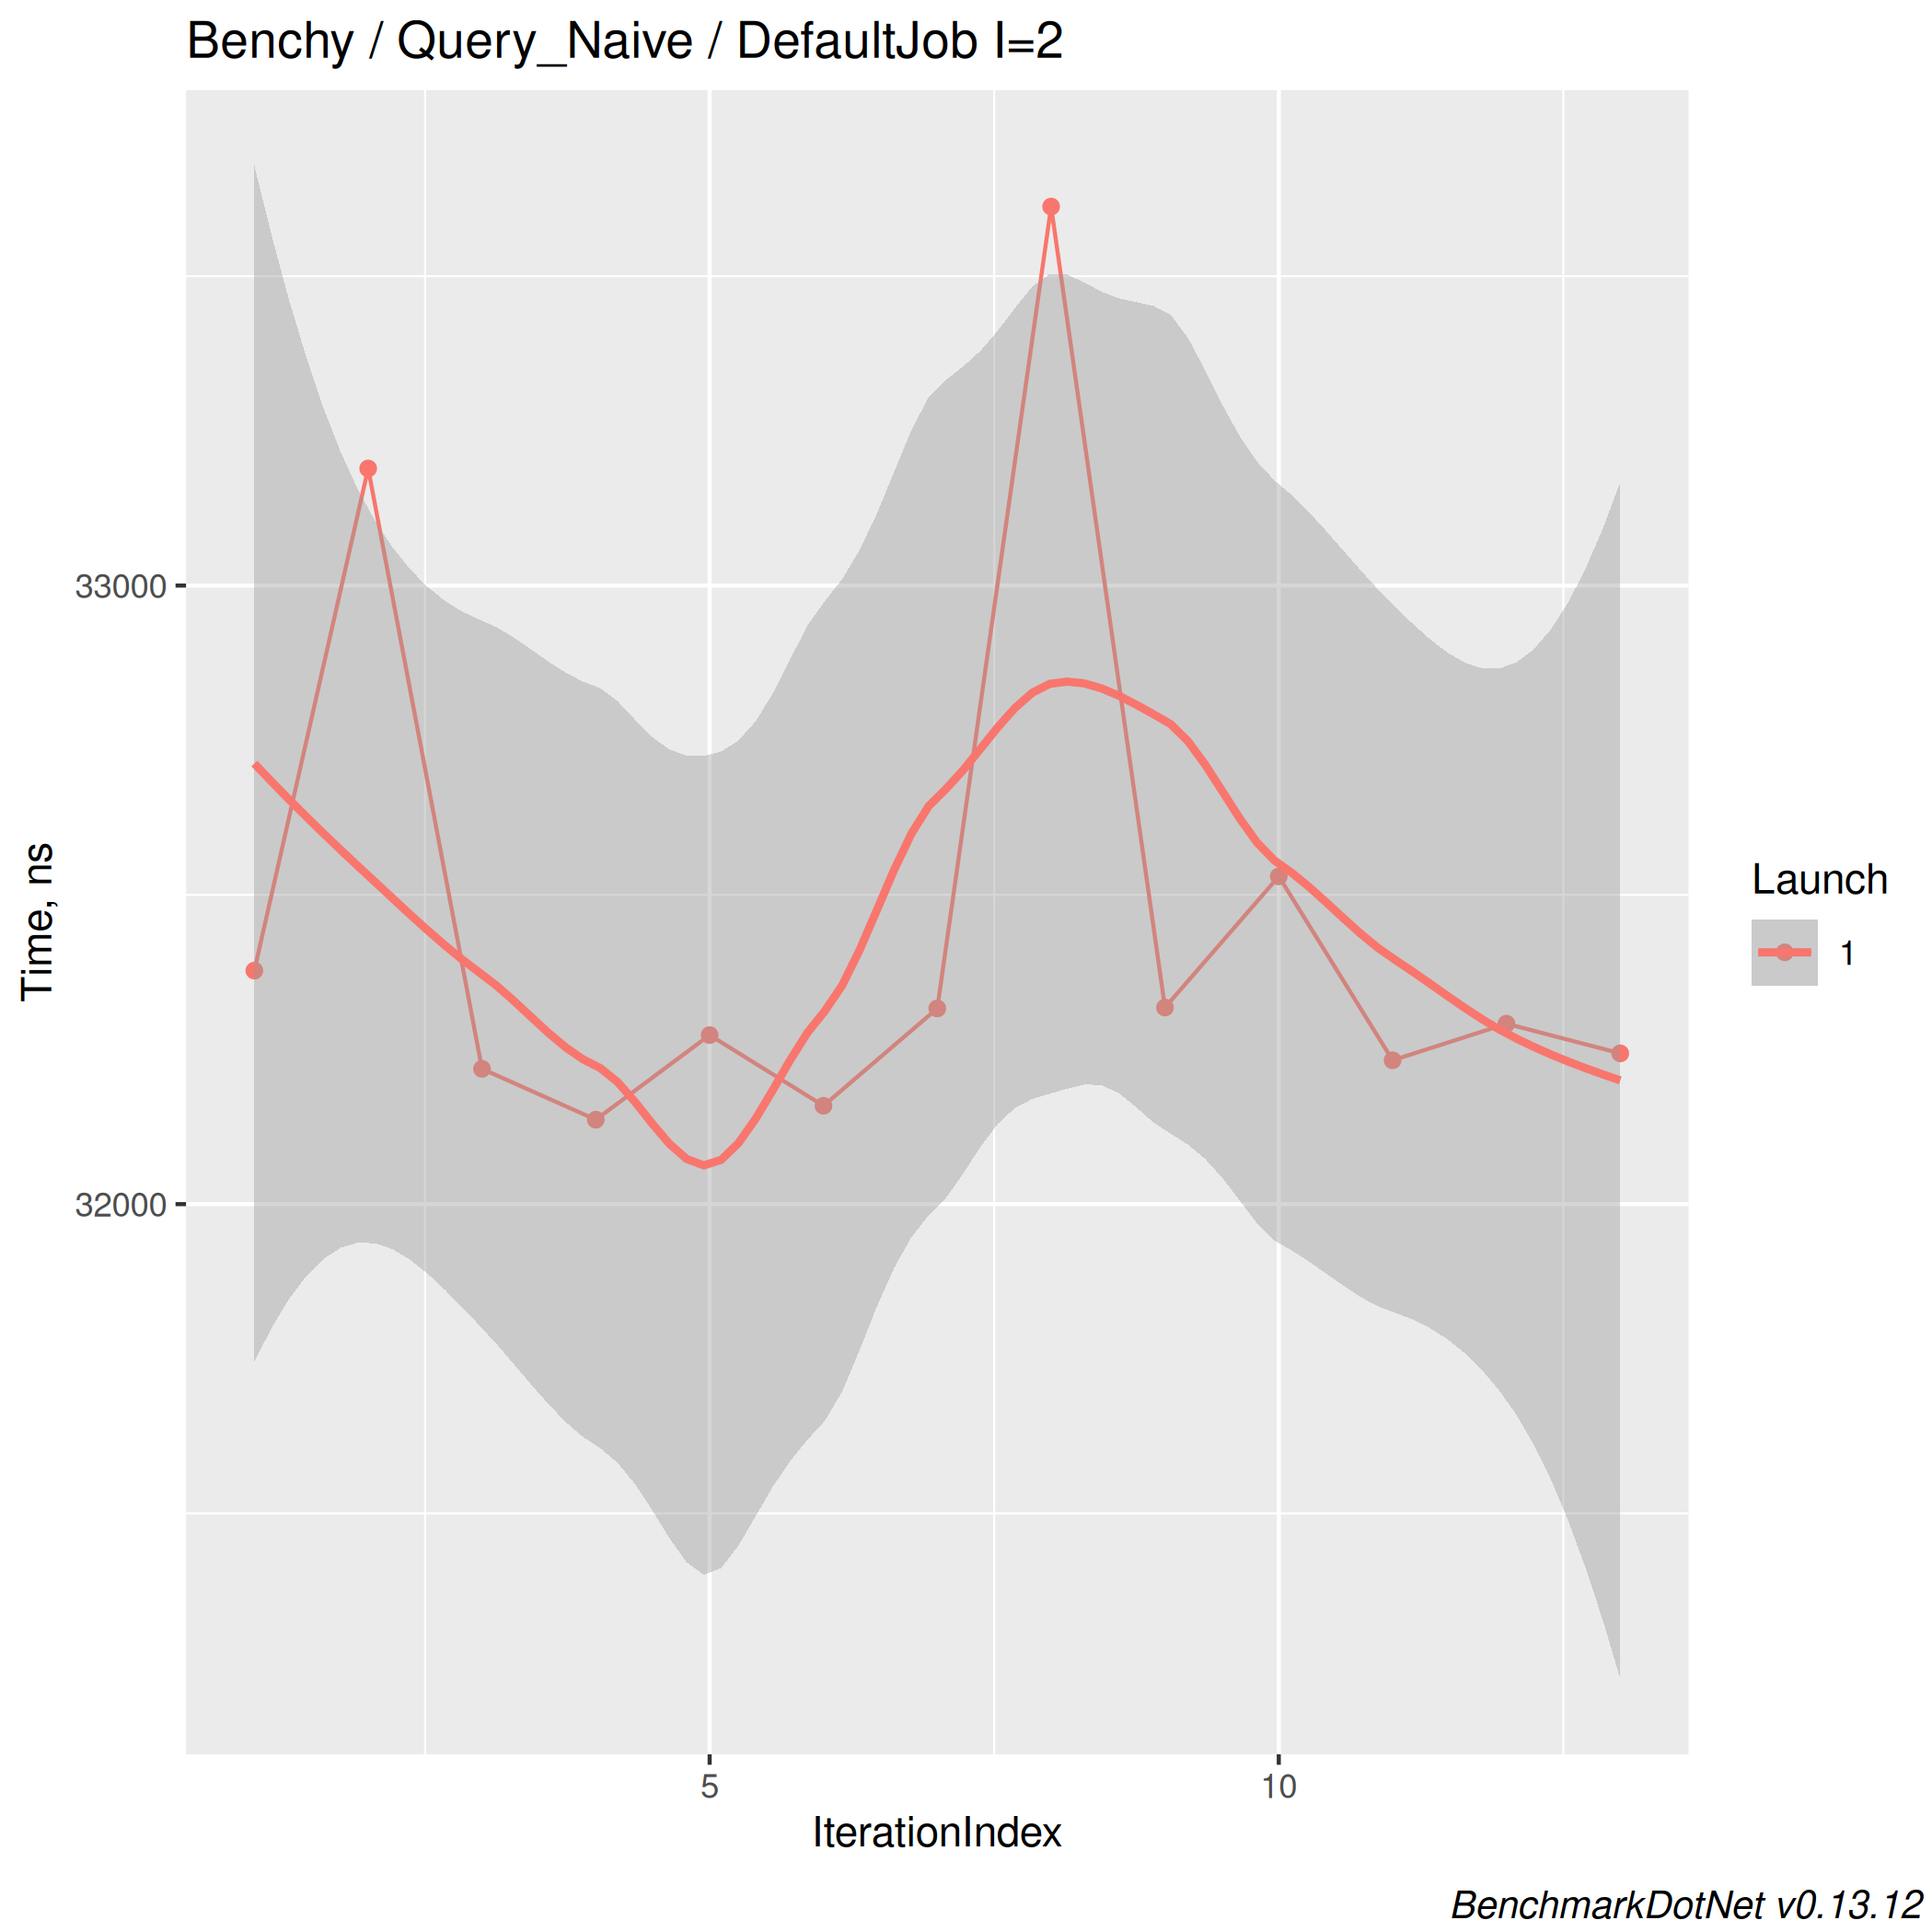 Benchy / Query_Naive / DefaultJob I=2
Time, ns
33000
32000
5
10
IterationIndex
Launch
1
BenchmarkDotNet v0.13.12